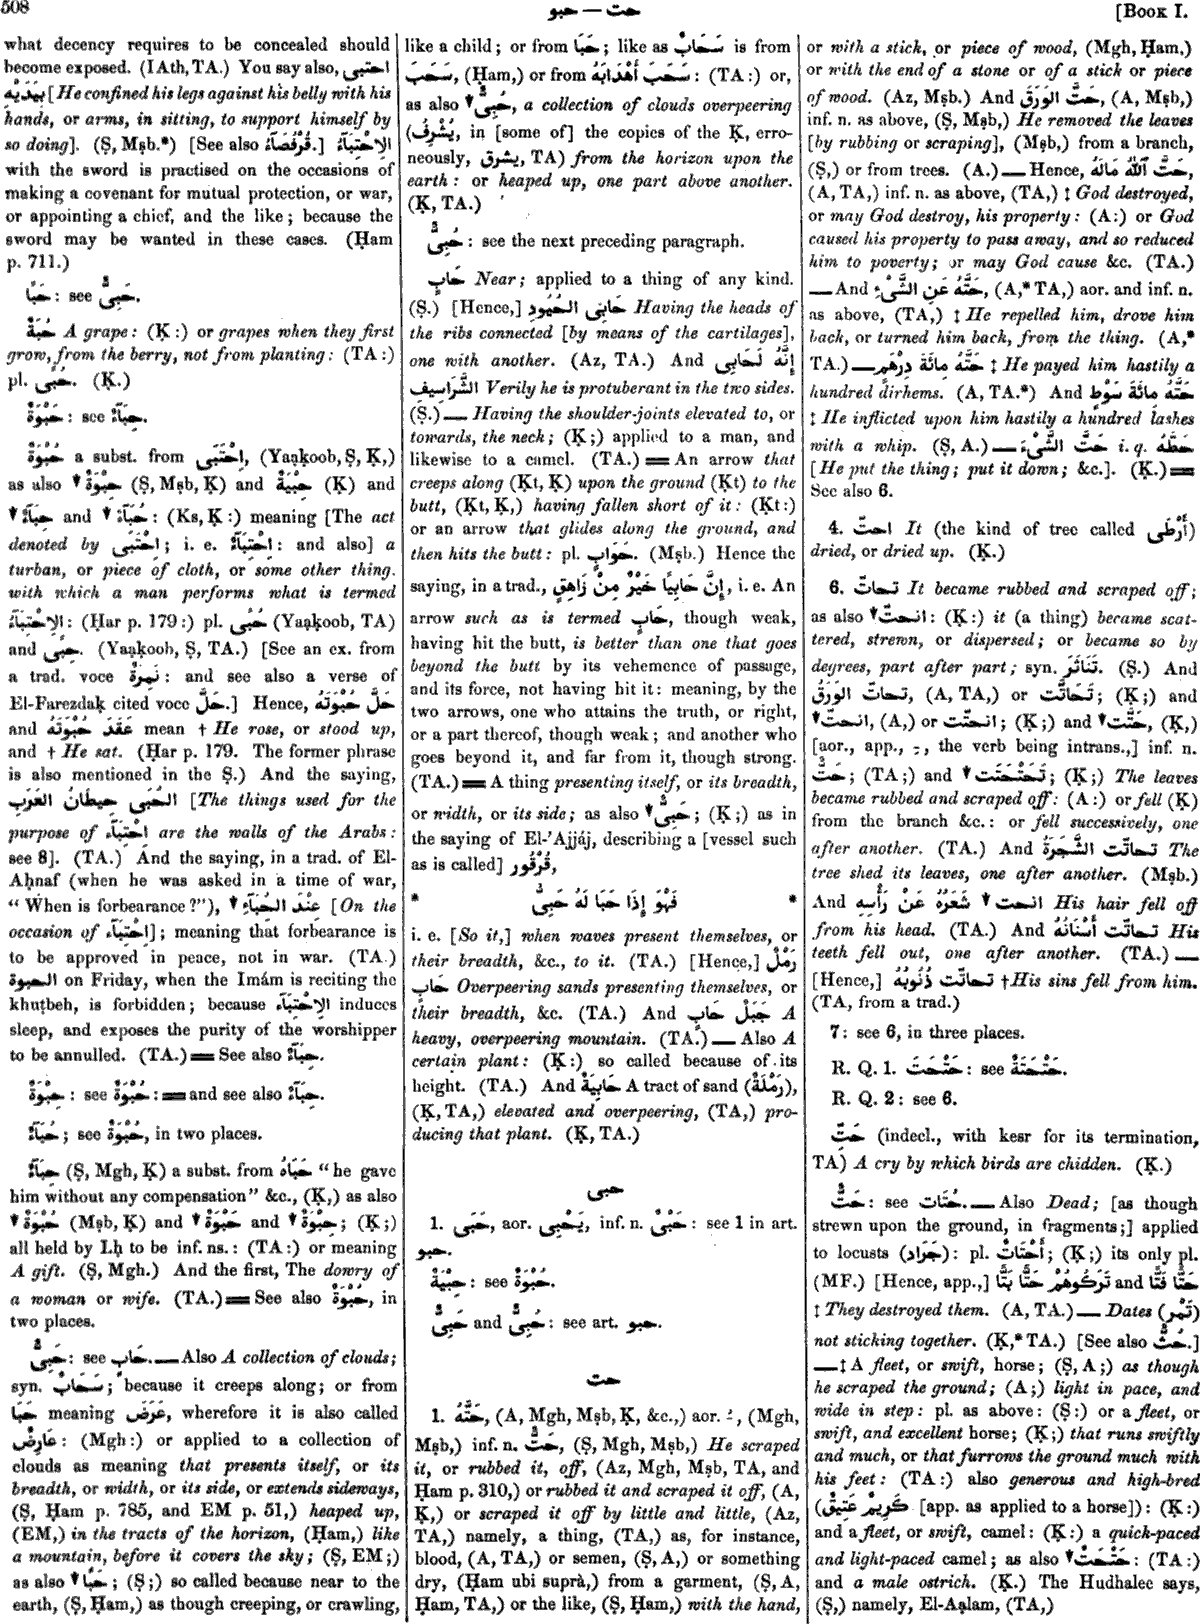 508
حت — حبو
[BOOK I.
what decency requires to be concealed should
become exposed. (IAth, TA.) You say also, احتبى
بِيَدَيْهِ [He confined his legs against his belly with his
hands, or arms, in sitting, to support himself by
so doing]. (Ṣ, Mṣb.*) [See also قُرْفُصَآءُ.] الاِحْتِبَآءُ
with the sword is practised on the occasions of
making a covenant for mutual protection, or war,
or appointing a chief, and the like; because the
sword may be wanted in these cases. (Ḥam
p. 711.)
حَبًا: see حَبِىٌّ.
حُبَةٌ A grape: (Ḳ:) or grapes when they first
grow, from the berry, not from planting: (TA:)
pl. حُبًى. (Ḳ.)
حَبْوَةٌ: see حِبَآءٌ.
حُبْوَةٌ a subst. from اِحْتَبَى, (Yaạḳoob, Ṣ, Ḳ,)
as also ▼ حِبْوَةٌ (Ṣ, Mṣb, Ḳ) and حِبْيَةٌ (Ḳ) and
▼ حِبَآءٌ and ▼ حُبَآءٌ: (Ks, Ḳ:) meaning [The act
denoted by اِحْتَبَى; i. e. اِحْتِبَآءٌ: and also] a
turban, or piece of cloth, or some other thing.
with which a man performs what is termed
الاِحْتِبَآءُ: (Ḥar p. 179:) pl. حُبًى (Yaạḳoob, TA)
and حِبًى. (Yaạḳoob, Ṣ, TA.) [See an ex. from
a trad. voce نَمِرَةٌ: and see also a verse of
El-Farezdaḳ cited voce حَلَّ.] Hence, حَلَّ حُبْوَتَهُ
and عَقَدَ حُبْوَتَهُ mean † He rose, or stood up,
and † He sat. (Ḥar p. 179. The former phrase
is also mentioned in the Ṣ.) And the saying,
الحُبَى حِيطَانُ العَرَبِ [The things used for the
purpose of اِحْتِبَآء are the walls of the Arabs:
see 8]. (TA.) And the saying, in a trad. of El-
Aḥnaf (when he was asked in a time of war,
“ When is forbearance?”), ▼ عِنْدَ الحُبَآءِ [On the
occasion of اِحْتِبَآء]; meaning that forbearance is
to be approved in peace, not in war. (TA.)
الحبوة on Friday, when the Imám is reciting the
khuṭbeh, is forbidden; because الاِحْتِبَآء induces
sleep, and exposes the purity of the worshipper
to be annulled. (TA.) ═ See also حِبَآءٌ.
حِبْوَةٌ: see حُبْوَةٌ: ═ and see also حِبَآءٌ.
حُبَآءٌ; see حُبْوَةٌ, in two places.
حِبَآءٌ (Ṣ, Mgh, Ḳ) a subst. from حَبَاهُ “he gave
him without any compensation” &c., (Ḳ,) as also
▼ حُبْوَةٌ (Mṣb, Ḳ) and ▼ حَبْوَةٌ and ▼ حِبْوَةٌ; (Ḳ;)
all held by Lḥ to be inf. ns.: (TA:) or meaning
A gift. (Ṣ, Mgh.) And the first, The dowry of
a woman or wife. (TA.) ═ See also حُبْوَةٌ, in
two places.
حَبِىٌّ: see حَابٍ. — Also A collection of clouds;
syn. سَحَابٌ; because it creeps along; or from
حَبَا meaning عَرَضَ, wherefore it is also called
عَارِضٌ: (Mgh:) or applied to a collection of
clouds as meaning that presents itself, or its
breadth, or width, or its side, or extends sideways,
(Ṣ, Ḥam p. 785, and EM p. 51,) heaped up,
(EM,) in the tracts of the horizon, (Ḥam,) like
a mountain, before it covers the sky; (Ṣ, EM;)
as also ▼ حَبًا; (Ṣ;) so called because near to the
earth, (Ṣ, Ḥam,) as though creeping, or crawling,
like a child; or from حَبَا; like as سَحَابٌ is from
سَحَبَ, (Ḥam,) or from سَحَبَ أَهْدَابَهُ: (TA:) or,
as also ▼ حُبِىٌّ, a collection of clouds overpeering
(يُشْرِفُ, in [some of] the copies of the Ḳ, erro-
neously, يشرق, TA) from the horizon upon the
earth: or heaped up, one part above another.
(Ḳ, TA.)
حُبِىٌّ: see the next preceding paragraph.
حَابٍ Near; applied to a thing of any kind.
(Ṣ.) [Hence,] حَابِى الحُيُودِ Having the heads of
the ribs connected [by means of the cartilages],
one with another. (Az, TA.) And إِنَّهُ لَحَابِى
الشَّرَاسِيفِ Verily he is protuberant in the two sides.
(Ṣ.) — Having the shoulder-joints elevated to, or
towards, the neck; (Ḳ;) applied to a man, and
likewise to a camel. (TA.) ═ An arrow that
creeps along (Ḳt, Ḳ) upon the ground (Ḳt) to the
butt, (Ḳt, Ḳ,) having fallen short of it: (Ḳt:)
or an arrow that glides along the ground, and
then hits the butt: pl. حَوَابٍ. (Mṣb.) Hence the
saying, in a trad., إِنَّ حَابِيًا خَيْرٌ مِنْ زَاهِقٍ, i. e. An
arrow such as is termed حَابٍ, though weak,
having hit the butt, is better than one that goes
beyond the butt by its vehemence of passage,
and its force, not having hit it: meaning, by the
two arrows, one who attains the truth, or right,
or a part thereof, though weak; and another who
goes beyond it, and far from it, though strong.
(TA.) ═ A thing presenting itself, or its breadth,
or width, or its side; as also ▼ حَبِىٌّ; (Ḳ;) as in
the saying of El-’Ajjáj, describing a [vessel such
as is called] قُرْقُور,
* فَهْوَ إِذَا حَبَا لَهُ حَبِىُّ *
i. e. [So it,] when waves present themselves, or
their breadth, &c., to it. (TA.) [Hence,] رَمْلٌ
حَابٍ Overpeering sands presenting themselves, or
their breadth, &c. (TA.) And جَبَلٌ حَابٍ A
heavy, overpeering mountain. (TA.) — Also A
certain plant: (Ḳ:) so called because of its
height. (TA.) And حَابِيَةٌ A tract of sand (رَمْلَةٌ),
(Ḳ, TA,) elevated and overpeering, (TA,) pro-
ducing that plant. (Ḳ, TA.)
حبى
1. حَبَى, aor. يَحْبِى, inf. n. حَبْىٌ: see 1 in art.
حبو.
حِبْيَةٌ: see حُبْوَةٌ.
حَبِىٌّ and حُبِىٌّ: see art. حبو.
حت
1. حَتَّهُ, (A, Mgh, Mṣb, Ḳ, &c.,) aor. ـُ, (Mgh,
Mṣb,) inf. n. حَتٌّ, (Ṣ, Mgh, Mṣb,) He scraped
it, or rubbed it, off, (Az, Mgh, Mṣb, TA, and
Ḥam p. 310,) or rubbed it and scraped it off, (A,
Ḳ,) or scraped it off by little and little, (Az,
TA,) namely, a thing, (TA,) as, for instance,
blood, (A, TA,) or semen, (Ṣ, A,) or something
dry, (Ḥam ubi suprà,) from a garment, (Ṣ, A,
Ḥam, TA,) or the like, (Ṣ, Ḥam,) with the hand,
or with a stick, or piece of wood, (Mgh, Ḥam,)
or with the end of a stone or of a stick or piece
of wood. (Az, Mṣb.) And حَتَّ الوَرَقَ, (A, Mṣb,)
inf. n. as above, (Ṣ, Mṣb,) He removed the leaves
[by rubbing or scraping], (Mṣb,) from a branch,
(Ṣ,) or from trees. (A.) — Hence, حَتَّ ٱللّٰهُ مَالَهُ,
(A, TA,) inf. n. as above, (TA,) ‡ God destroyed,
or may God destroy, his property: (A:) or God
caused his property to pass away, and so reduced
him to poverty; or may God cause &c. (TA.)
— And حَتَّهُ عَنِ الشَّىْءِ, (A,* TA,) aor. and inf. n.
as above, (TA,) ‡ He repelled him, drove him
back, or turned him back, from the thing. (A,*
TA.) — حَتَّهُ مِائَةَ دِرْهَمٍ ‡ He payed him hastily a
hundred dirhems. (A, TA.*) And حَتَّهُ مِائَةَ سَوْطٍ
‡ He inflicted upon him hastily a hundred lashes
with a whip. (Ṣ, A.) — حَتَّ الشَّىْءَ i. q. حَطَّهُ
[He put the thing; put it down; &c.]. (Ḳ.) ═
See also 6.
4. احتّ It (the kind of tree called أَرْطَى)
dried, or dried up. (Ḳ.)
6. تحاتّ It became rubbed and scraped off;
as also ▼ انحتّ: (Ḳ:) it (a thing) became scat-
tered, strewn, or dispersed; or became so by
degrees, part after part; syn. تَنَاثَرَ. (Ṣ.) And
تحاتّ الوَرَقُ, (A, TA,) or تَحَاتَّت; (Ḳ;) and
▼ انحتّ, (A,) or انحتّت; (Ḳ;) and ▼ حَتَّت, (Ḳ,)
[aor., app., ـِ, the verb being intrans.,] inf. n.
حَتٌّ; (TA;) and ▼ تَحَتْحَتَت; (Ḳ;) The leaves
became rubbed and scraped off: (A:) or fell (Ḳ)
from the branch &c.: or fell successively, one
after another. (TA.) And تحاتّت الشَّجَرَةُ The
tree shed its leaves, one after another. (Mṣb.)
And انحت ▼ شَعَرُهُ عَنْ رَأْسِهِ His hair fell off
from his head. (TA.) And تحاتّت أَسْنَانُهُ His
teeth fell out, one after another. (TA.) —
[Hence,] تحاتّت ذُنُوبُهُ † His sins fell from him.
(TA, from a trad.)
7: see 6, in three places.
R. Q. 1. حَتْحَتَ: see حَتْحَتَةٌ.
R. Q. 2: see 6.
حَتِّ (indecl., with kesr for its termination,
TA) A cry by which birds are chidden. (Ḳ.)
حَتٌّ: see حُتَات. — Also Dead; [as though
strewn upon the ground, in fragments;] applied
to locusts (جَرَاد): pl. أَحْتَاتٌ; (Ḳ;) its only pl.
(MF.) [Hence, app.,] تَرَكُوهُمْ حَتًّا بَتًّا and حَتًّا فَتًّا
‡ They destroyed them. (A, TA.) — Dates (تَمْر)
not sticking together. (Ḳ,* TA.) [See also حُثٌّ.]
— ‡ A fleet, or swift, horse; (Ṣ, A;) as though
he scraped the ground; (A;) light in pace, and
wide in step: pl. as above: (Ṣ:) or a fleet, or
swift, and excellent horse; (Ḳ;) that runs swiftly
and much, or that furrows the ground much with
his feet: (TA:) also generous and high-bred
(كَرِيمٌ عَتِيقٌ [app. as applied to a horse]): (Ḳ:)
and a fleet, or swift, camel: (Ḳ:) a quick-paced
and light-paced camel; as also ▼ حَتْحَتٌ: (TA:)
and a male ostrich. (Ḳ.) The Hudhalee says,
(Ṣ,) namely, El-Aạlam, (TA,)